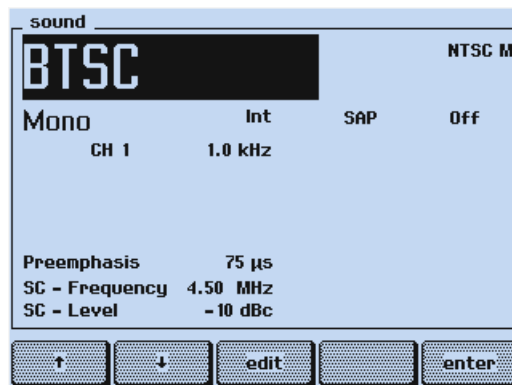 sound
BTSC NTSC M
Mono Int SAP Off
CH 1 1.0 kHz
Preemphasis 75 µs
SC - Frequency 4.50 MHz
SC - Level -10 dBc
↑ ↓ edit enter